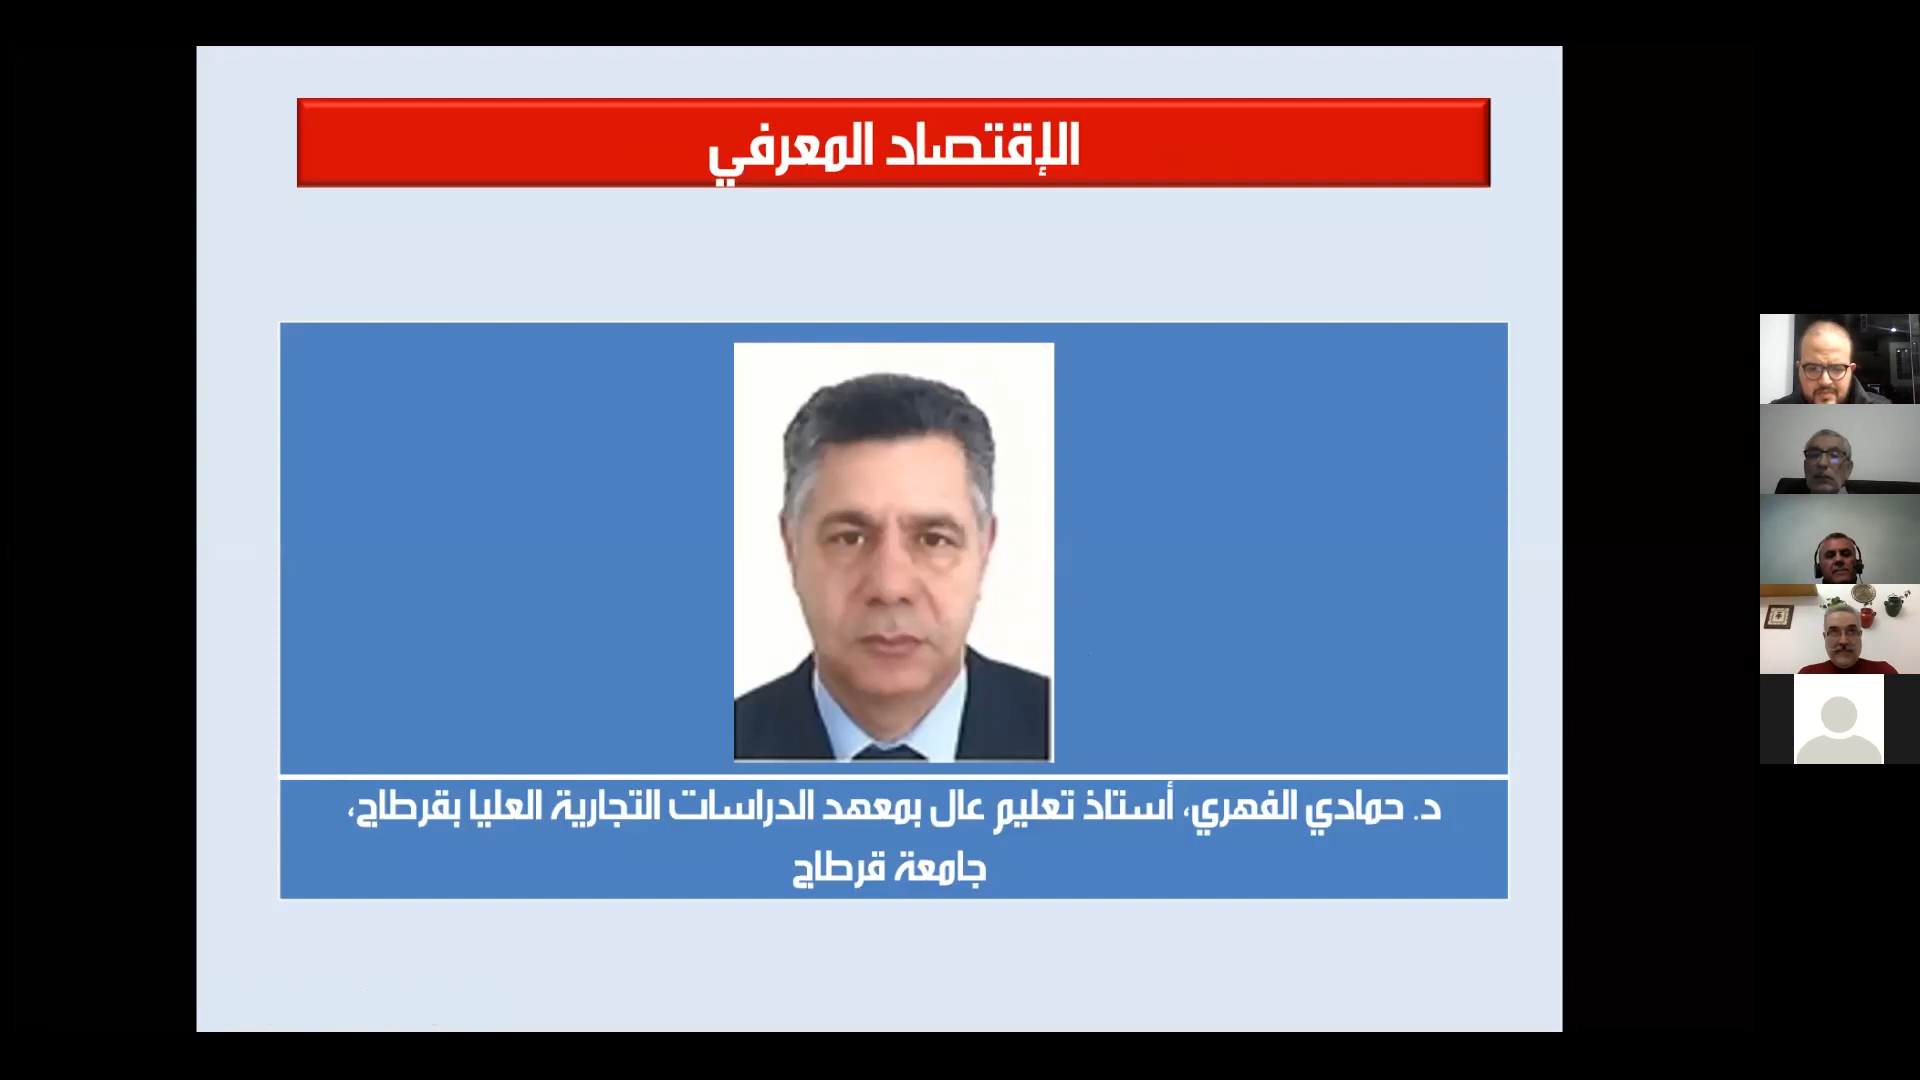 الإقتصاد المعرفي
د. حمادي الفهري، أستاذ تعليم عال بمعهد الدراسات التجارية العليا بقرطاج،
جامعة قرطاج